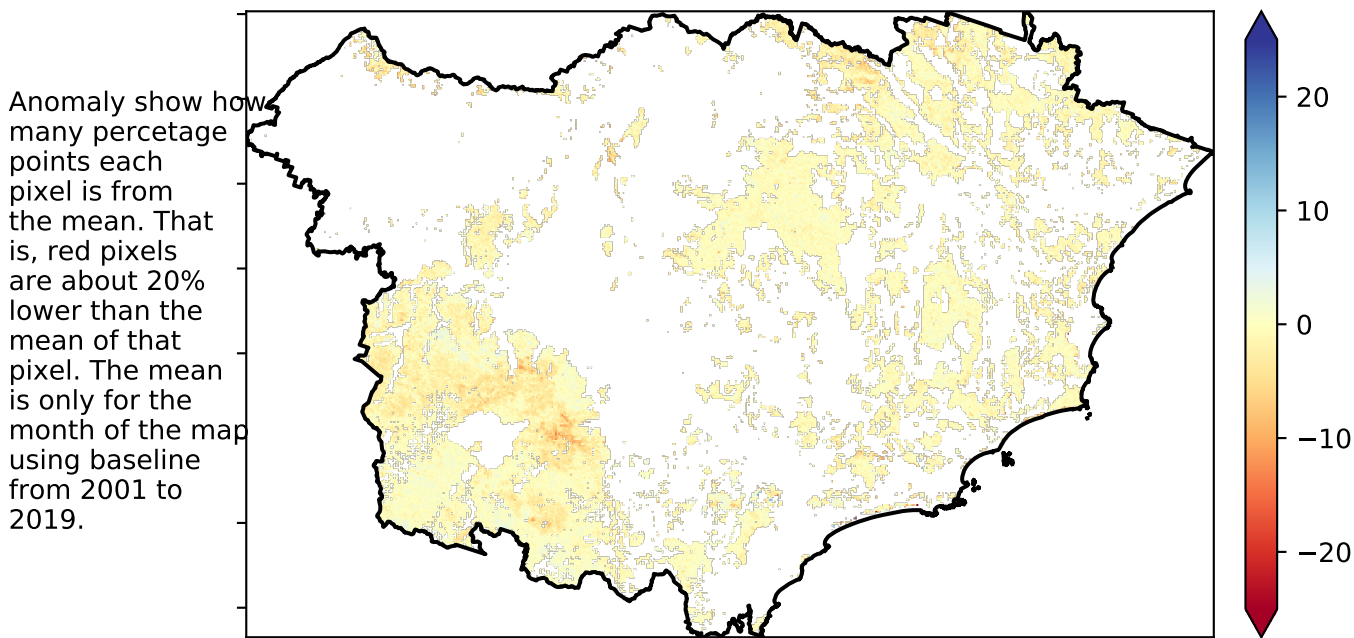 Anomaly show how
many percetage
points each
pixel is from
the mean. That
is, red pixels
are about 20%
lower than the
mean of that
pixel. The mean
is only for the
month of the map
using baseline
from 2001 to
2019.
20
10
0
−10
−20